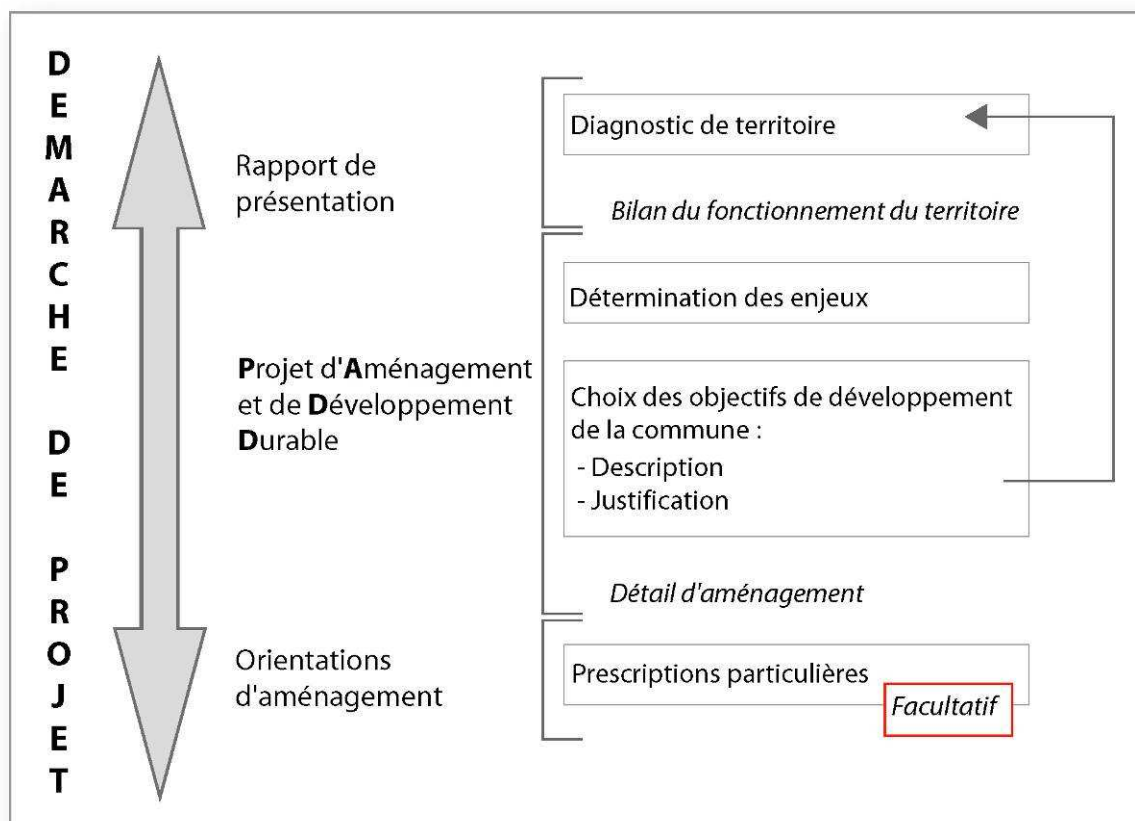 DEMARCHE DE PROJET
Rapport de
présentation
Diagnostic de territoire
Bilan du fonctionnement du territoire
Projet d'Aménagement
et de Développement
Durable
Détermination des enjeux
Choix des objectifs de développement
de la commune :
- Description
- Justification
Détail d'aménagement
Orientations
d'aménagement
Prescriptions particulières
Facultatif